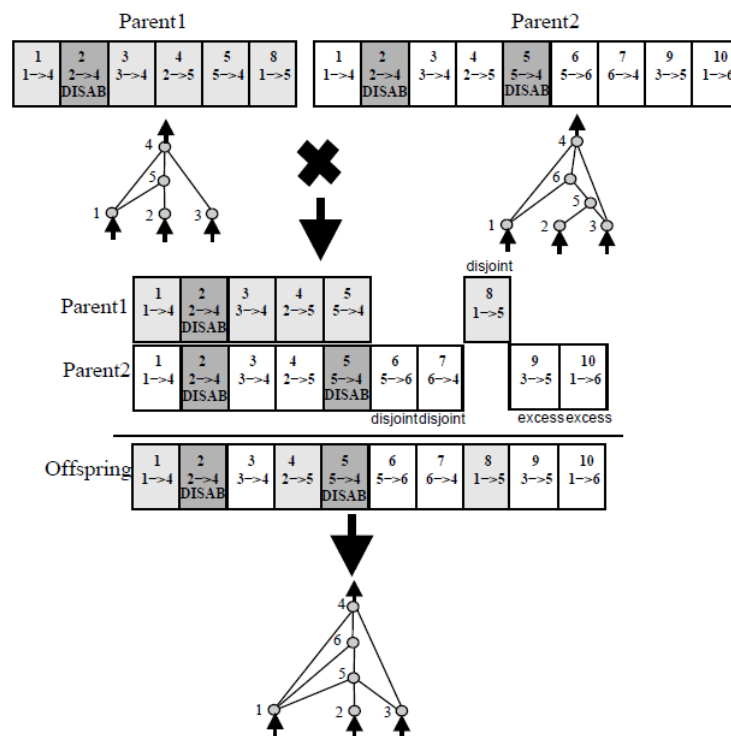 Parent1 Parent2
1 2 3 4 5 8
1->4 2->4 3->4 2->5 5->4 1->5
DISAB
1 2 3 4 5 6 7 9 10
1->4 2->4 3->4 2->5 5->4 5->6 6->4 3->5 1->6
DISAB DISAB
4
5
1 2 3
4
6
5
1 2 3
disjoint
Parent1
1 2 3 4 5 8
1->4 2->4 3->4 2->5 5->4 1->5
DISAB
Parent2
1 2 3 4 5 6 7 9 10
1->4 2->4 3->4 2->5 5->4 5->6 6->4 3->5 1->6
DISAB DISAB
disjoint disjoint excess excess
Offspring
1 2 3 4 5 6 7 8 9 10
1->4 2->4 3->4 2->5 5->4 5->6 6->4 1->5 3->5 1->6
DISAB DISAB
4
6
5
1 2 3